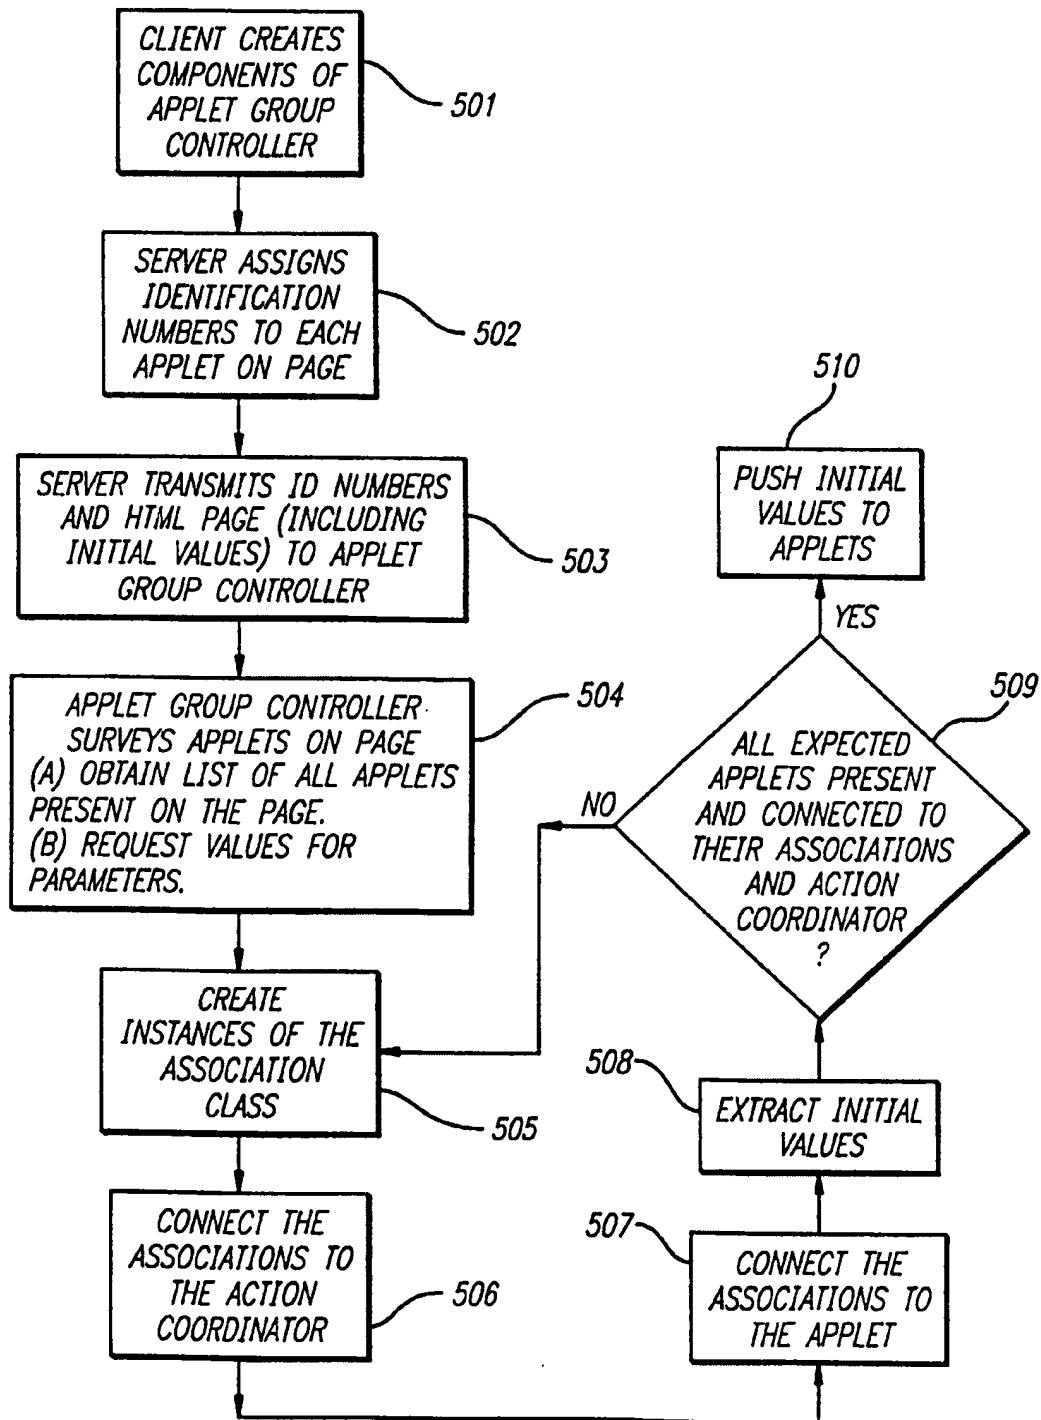 CLIENT CREATES
COMPONENTS OF
APPLET GROUP
CONTROLLER
501
SERVER ASSIGNS
IDENTIFICATION
NUMBERS TO EACH
APPLET ON PAGE
502
SERVER TRANSMITS ID NUMBERS
AND HTML PAGE (INCLUDING
INITIAL VALUES) TO APPLET
GROUP CONTROLLER
503
APPLET GROUP CONTROLLER
SURVEYS APPLETS ON PAGE
(A) OBTAIN LIST OF ALL APPLETS
PRESENT ON THE PAGE.
(B) REQUEST VALUES FOR
PARAMETERS.
504
CREATE
INSTANCES OF THE
ASSOCIATION
CLASS
505
CONNECT THE
ASSOCIATIONS TO
THE ACTION
COORDINATOR
506
507
CONNECT THE
ASSOCIATIONS TO
THE APPLET
508
EXTRACT INITIAL
VALUES
509
ALL EXPECTED
APPLETS PRESENT
AND CONNECTED TO
THEIR ASSOCIATIONS
AND ACTION
COORDINATOR
?
NO
YES
510
PUSH INITIAL
VALUES TO
APPLETS